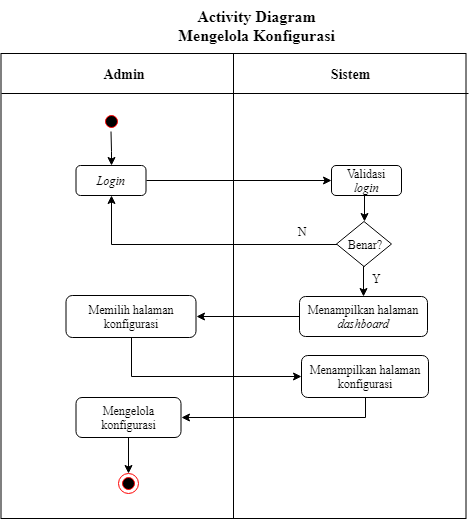 Activity Diagram
Mengelola Konfigurasi
Admin
Sistem
Login
Validasi
login
N
Benar?
Y
Memilih halaman
konfigurasi
Menampilkan halaman
dashboard
Menampilkan halaman
konfigurasi
Mengelola
konfigurasi